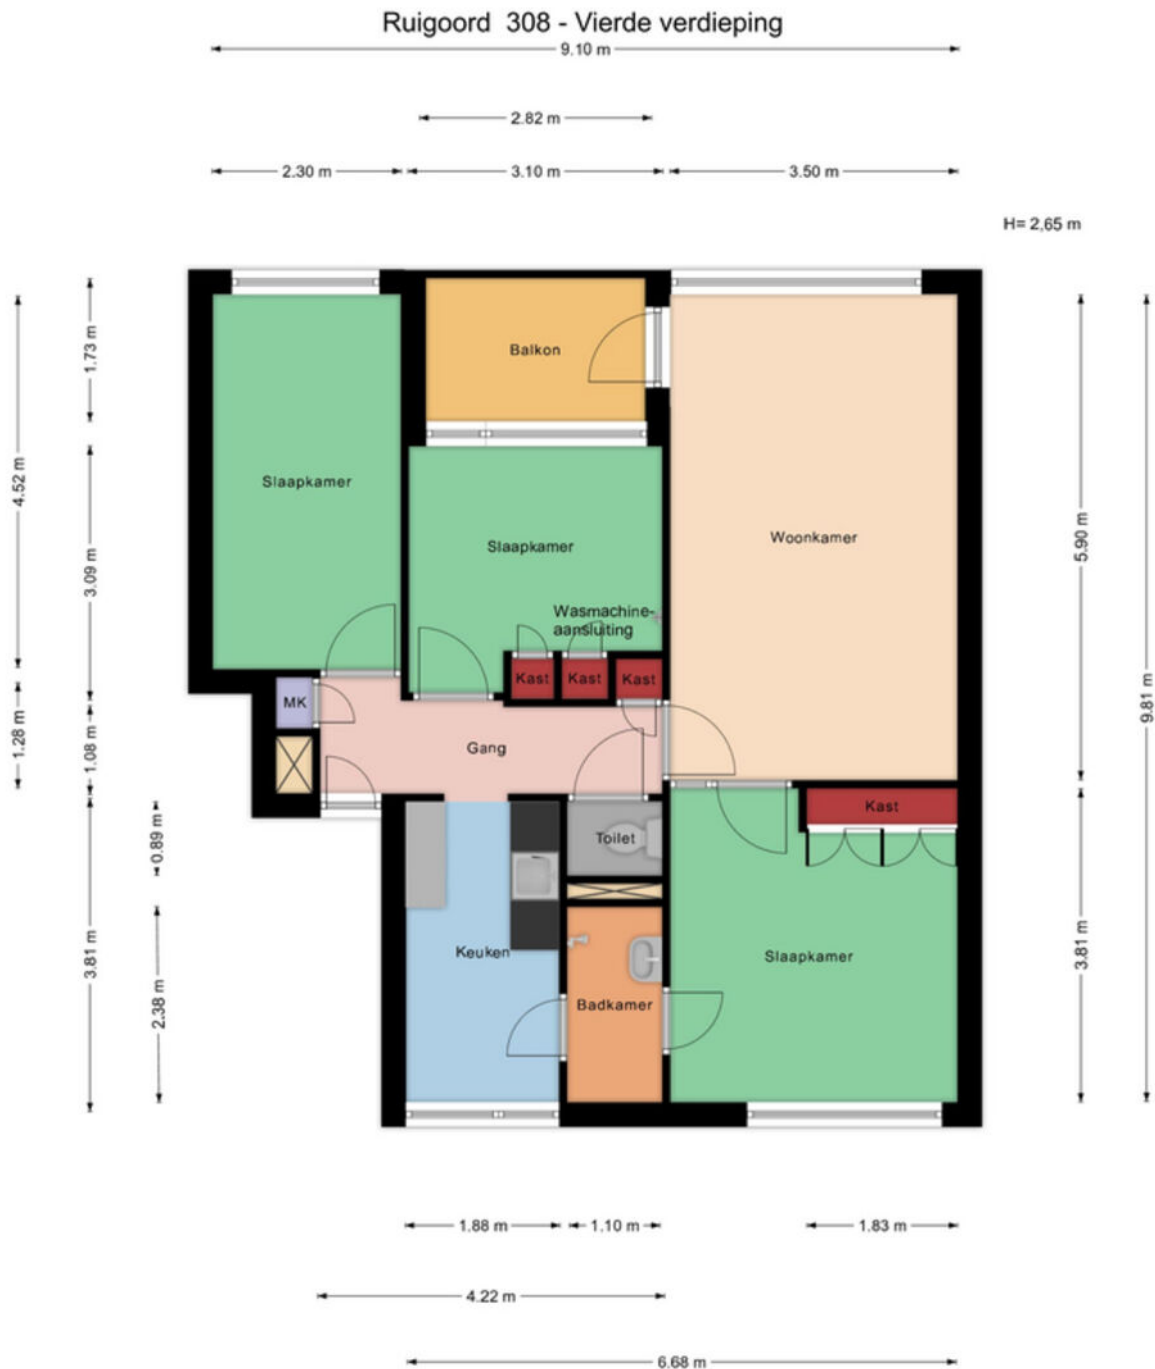 Ruigoord 308 - Vierde verdieping
9.10 m
2.82 m
2.30 m
3.10 m
3.50 m
H= 2,65 m
4.52 m
1.73 m
3.09 m
1.28 m
1.08 m
0.89 m
3.81 m
2.38 m
Balkon
Slaapkamer
Slaapkamer
Woonkamer
Wasmachine-
aansluiting
Kast
Kast
Kast
MK
Gang
Kast
Toilet
Keuken
Slaapkamer
Badkamer
5.90 m
9.81 m
3.81 m
1.88 m
1.10 m
1.83 m
4.22 m
6.68 m